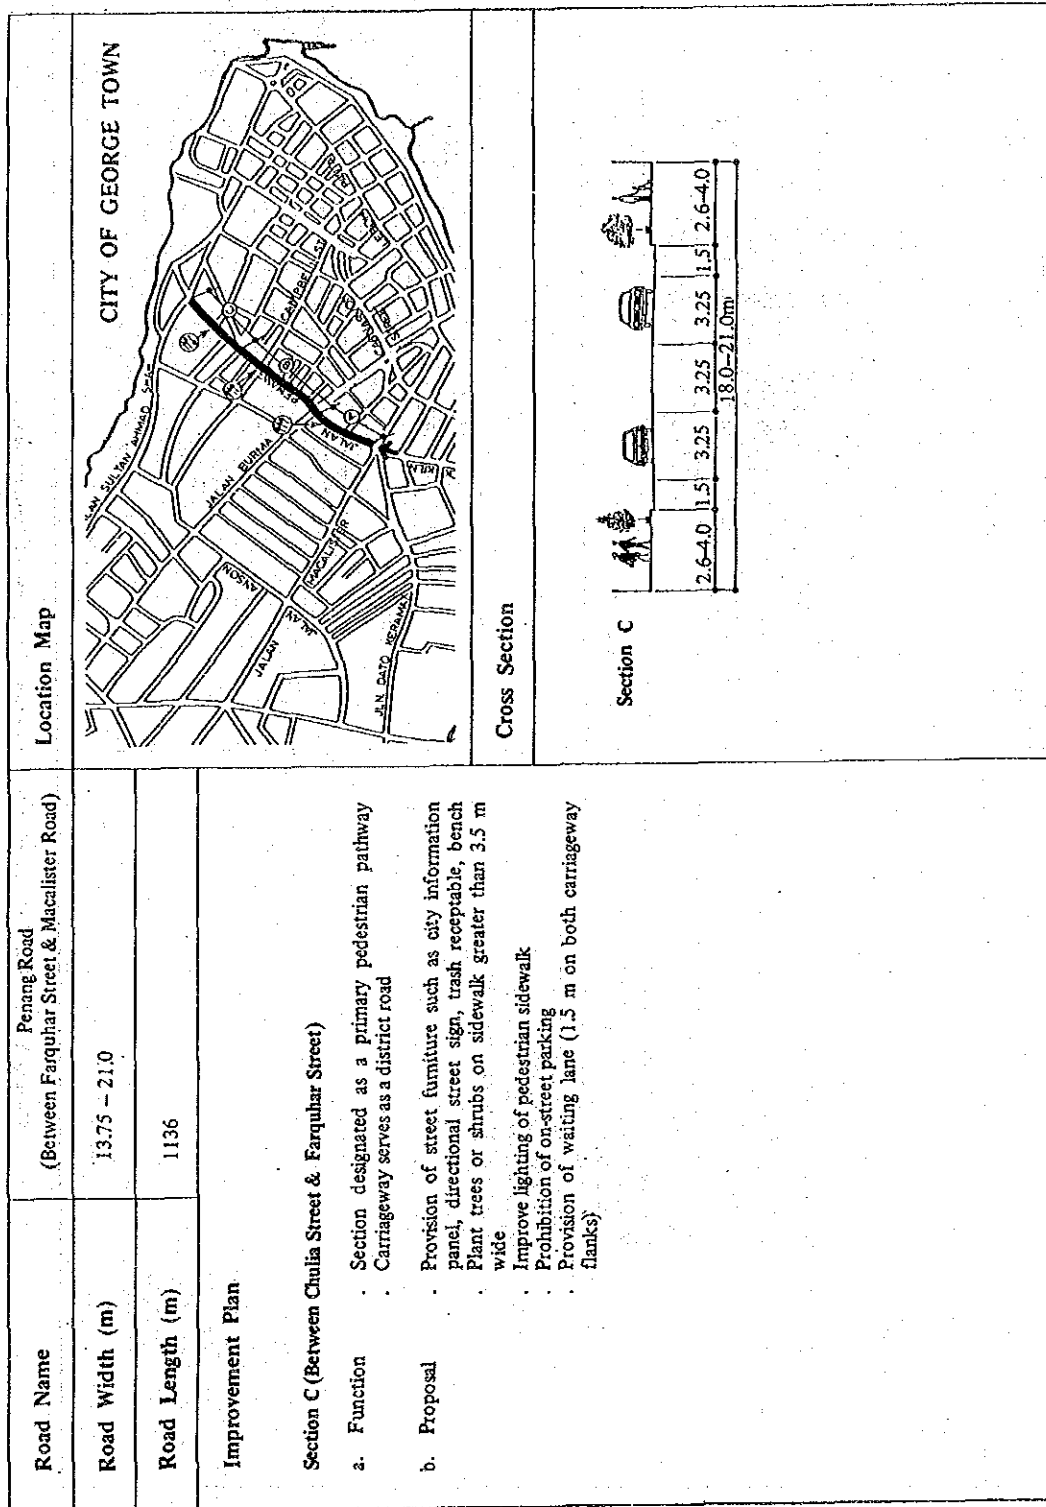 Road Name
Penang Road
(Between Farquhar Street & Macalister Road)
Road Width (m)
13.75 – 21.0
Road Length (m)
1136
Improvement Plan
Section C (Between Chulia Street & Farquhar Street)
a. Function . Section designated as a primary pedestrian pathway
. Carriageway serves as a district road
b. Proposal . Provision of street furniture such as city information
panel, directional street sign, trash receptable, bench
. Plant trees or shrubs on sidewalk greater than 3.5 m
wide
. Improve lighting of pedestrian sidewalk
. Prohibition of on-street parking
. Provision of waiting lane (1.5 m on both carriageway
flanks)
Location Map
CITY OF GEORGE TOWN
SULTAN AHMAD
JALAN BURMA
JALAN
ANSON
JALAN
MACALISTER
JLN. DATO KERAMAT
JALAN
CAMPBELL ST
STREET
C
B
A
Cross Section
Section C
2.6–4.0 1.5 3.25 3.25 3.25 1.5 2.6–4.0
18.0–21.0m